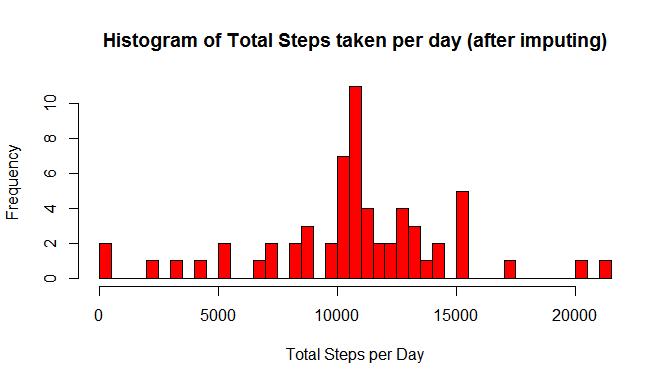 Histogram of Total Steps taken per day (after imputing)
Frequency
10
8
6
4
2
0
0 5000 10000 15000 20000
Total Steps per Day